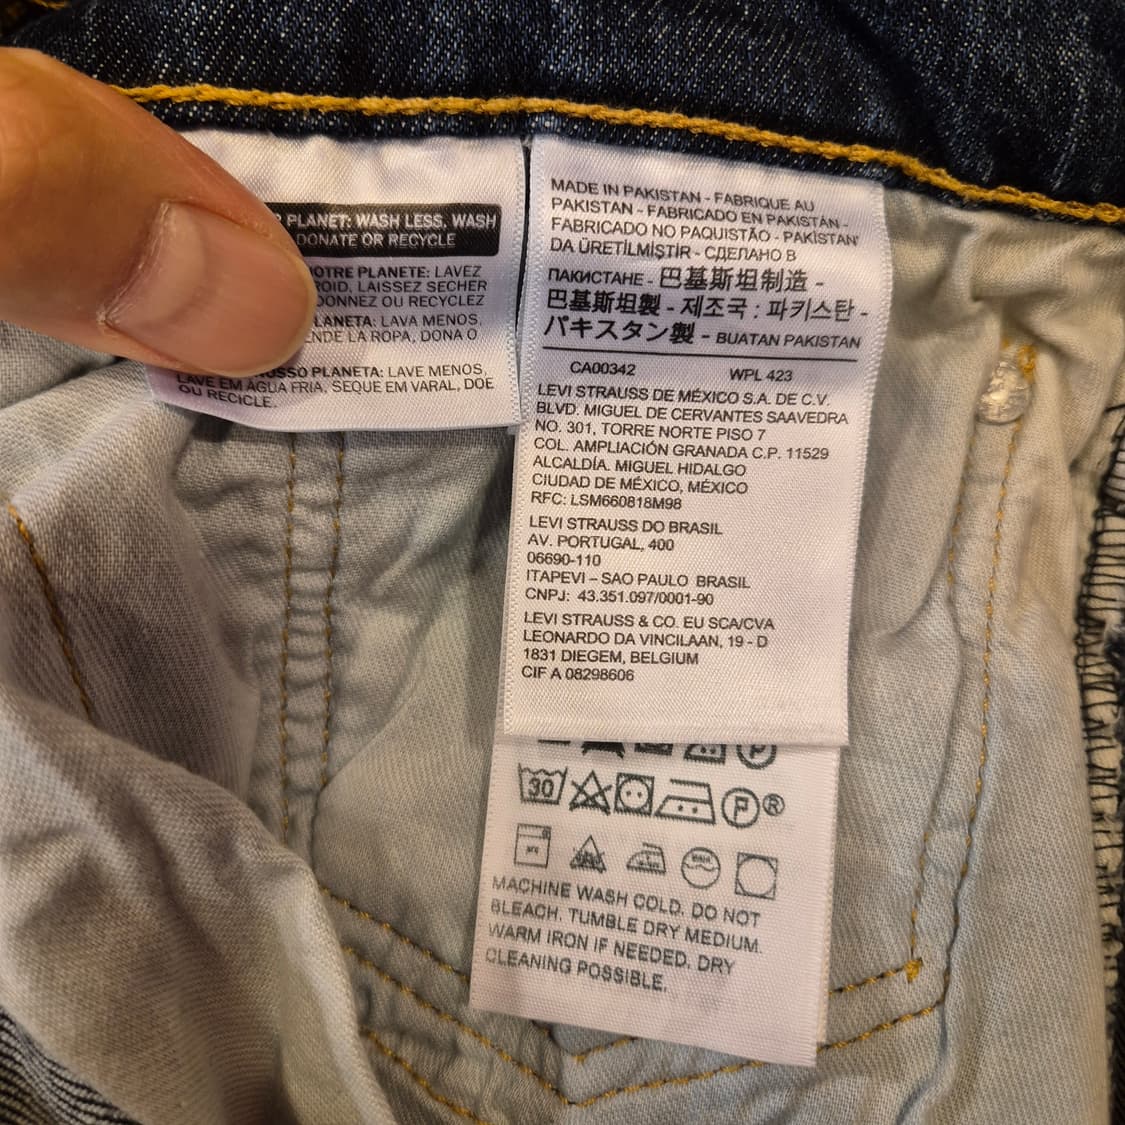 PLANET: WASH LESS, WASH
DONATE OR RECYCLE
PLANETE: LAVEZ
LAISSEZ SECHER
OU RECYCLEZ
LAVA MENOS,
LA ROPA, DONA O
PLANETA: LAVE MENOS,
LAVE EM ÁGUA FRIA, SEQUE EM VARAL, DOE
OU RECICLE.
MADE IN PAKISTAN - FABRIQUE AU
PAKISTAN - FABRICADO EN PAKISTÁN -
FABRICADO NO PAQUISTÃO - PAKİSTAN'
DA ÜRETİLMİŞTİR - СДЕЛАНО В
ПАКИСТАНЕ - 巴基斯坦制造 -
巴基斯坦製 - 제조국 : 파키스탄 -
パキスタン製 - BUATAN PAKISTAN
CA00342 WPL 423
LEVI STRAUSS DE MÉXICO S.A. DE C.V.
BLVD. MIGUEL DE CERVANTES SAAVEDRA
NO. 301, TORRE NORTE PISO 7
COL. AMPLIACIÓN GRANADA C.P. 11529
ALCALDÍA. MIGUEL HIDALGO
CIUDAD DE MÉXICO, MÉXICO
RFC: LSM660818M98
LEVI STRAUSS DO BRASIL
AV. PORTUGAL, 400
06690-110
ITAPEVI – SAO PAULO BRASIL
CNPJ: 43.351.097/0001-90
LEVI STRAUSS & CO. EU SCA/CVA
LEONARDO DA VINCILAAN, 19 - D
1831 DIEGEM, BELGIUM
CIF A 08298606
P
30 P ®
MACHINE WASH COLD. DO NOT
BLEACH. TUMBLE DRY MEDIUM.
WARM IRON IF NEEDED. DRY
CLEANING POSSIBLE.